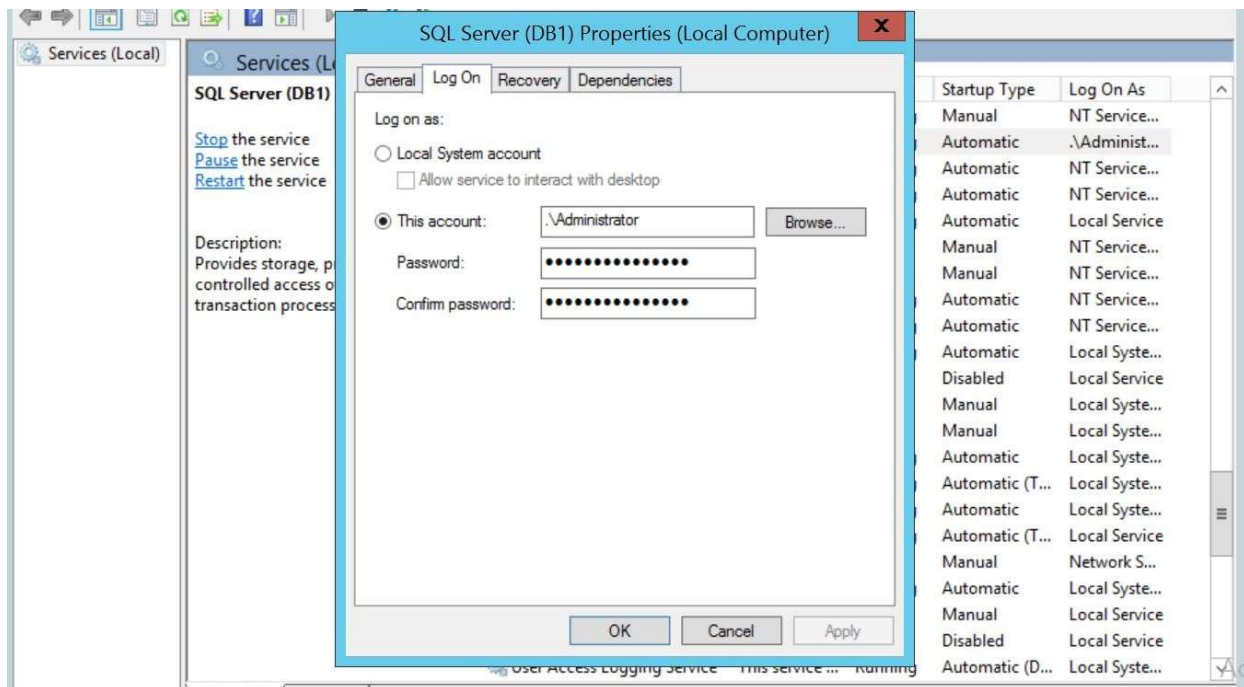 SQL Server (DB1) Properties (Local Computer)
X
Services (Local)
Services (L
SQL Server (DB1)
Stop the service
Pause the service
Restart the service
Description:
Provides storage, p
controlled access o
transaction process
General Log On Recovery Dependencies
Log on as:
Local System account
Allow service to interact with desktop
This account: .\Administrator Browse...
Password: •••••••••••••••
Confirm password: •••••••••••••••
OK Cancel Apply
Startup Type Log On As
Manual NT Service...
Automatic .\Administ...
Automatic NT Service...
Automatic NT Service...
Automatic Local Service
Manual NT Service...
Manual NT Service...
Automatic NT Service...
Automatic NT Service...
Automatic Local Syste...
Disabled Local Service
Manual Local Syste...
Manual Local Syste...
Automatic Local Syste...
Automatic (T... Local Syste...
Automatic Local Syste...
Automatic (T... Local Service
Manual Network S...
Automatic Local Syste...
Manual Local Service
Disabled Local Service
User Access Logging Service This service ... Running Automatic (D... Local Syste...